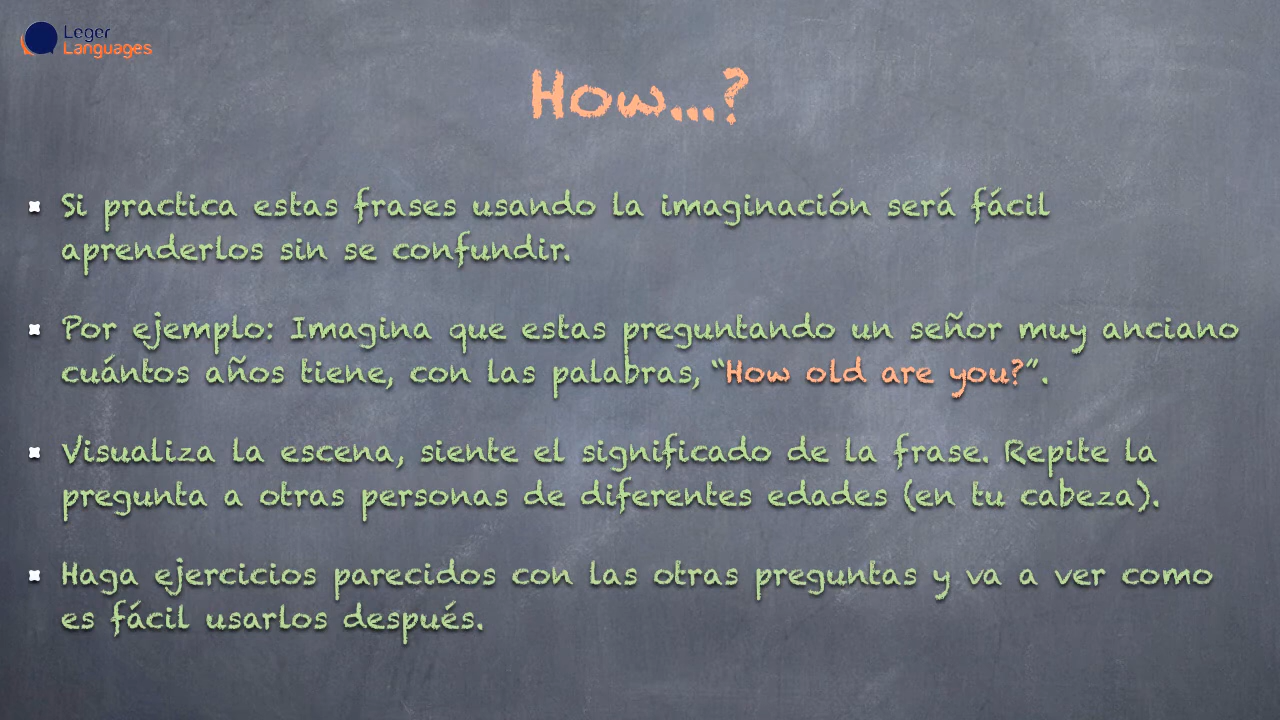 Leger
Languages
How...?
Si practica estas frases usando la imaginación será fácil
aprenderlos sin se confundir.
Por ejemplo: Imagina que estas preguntando un señor muy anciano
cuántos años tiene, con las palabras, “How old are you?”.
Visualiza la escena, siente el significado de la frase. Repite la
pregunta a otras personas de diferentes edades (en tu cabeza).
Haga ejercicios parecidos con las otras preguntas y va a ver como
es fácil usarlos después.